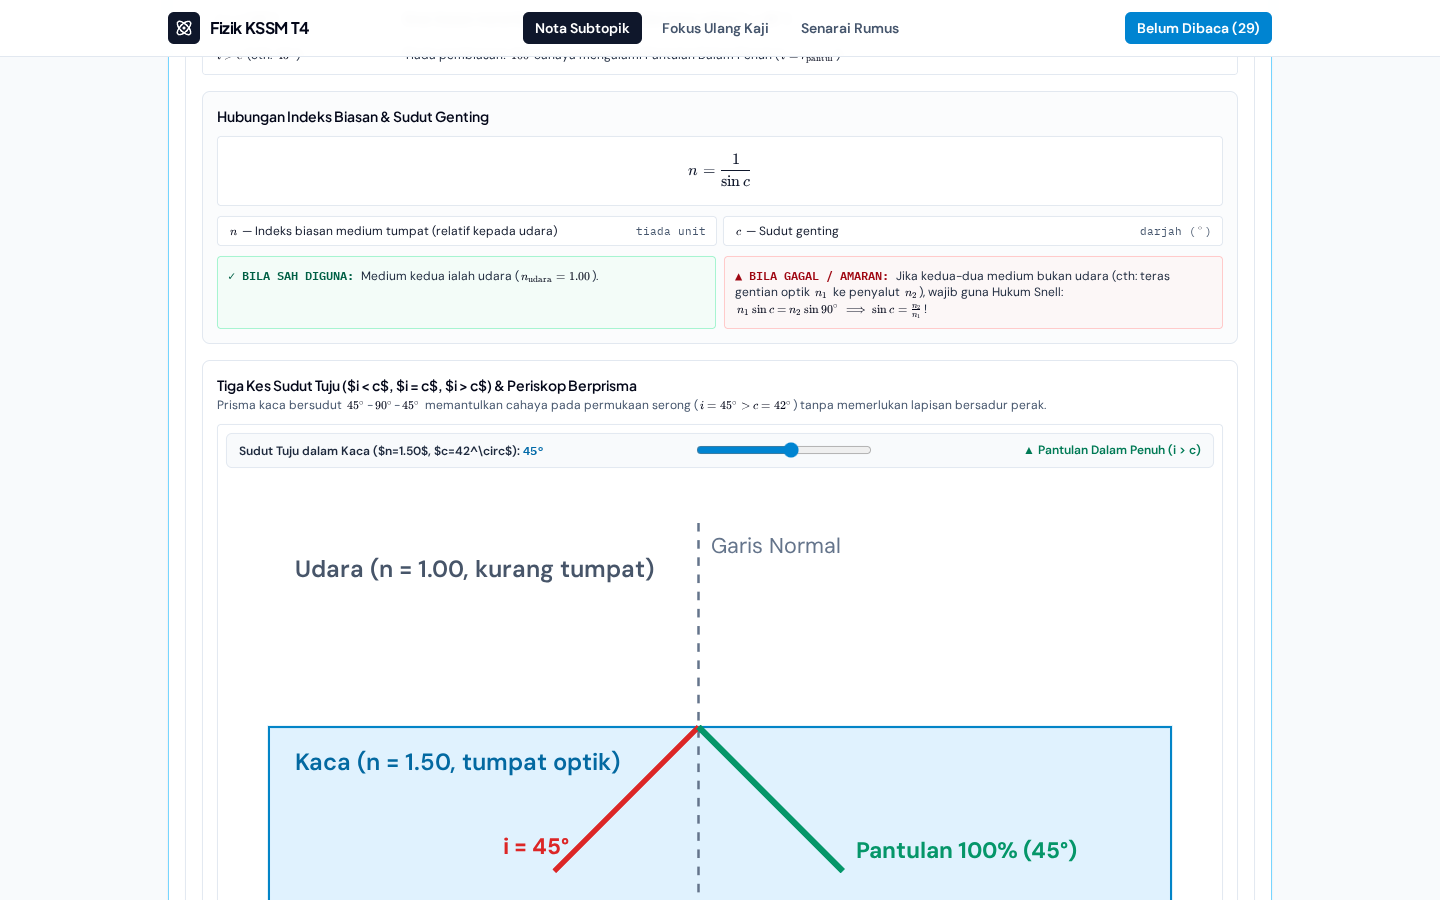 Fizik KSSM T4
Nota Subtopik
Fokus Ulang Kaji
Senarai Rumus
Belum Dibaca (29)
Hubungan Indeks Biasan & Sudut Genting
n = 1 / sin c
n — Indeks biasan medium tumpat (relatif kepada udara)
tiada unit
c — Sudut genting
darjah (°)
✓ BILA SAH DIGUNA: Medium kedua ialah udara (n_udara = 1.00).
▲ BILA GAGAL / AMARAN: Jika kedua-dua medium bukan udara (cth: teras
gentian optik n₁ ke penyalut n₂), wajib guna Hukum Snell:
n₁ sin c = n₂ sin 90° ⟹ sin c = n₂/n₁ !
Tiga Kes Sudut Tuju ($i < c$, $i = c$, $i > c$) & Periskop Berprisma
Prisma kaca bersudut 45° – 90° – 45° memantulkan cahaya pada permukaan serong (i = 45° > c = 42°) tanpa memerlukan lapisan bersadur perak.
Sudut Tuju dalam Kaca ($n=1.50$, $c=42^\circ$): 45°
▲ Pantulan Dalam Penuh (i > c)
Garis Normal
Udara (n = 1.00, kurang tumpat)
Kaca (n = 1.50, tumpat optik)
i = 45°
Pantulan 100% (45°)